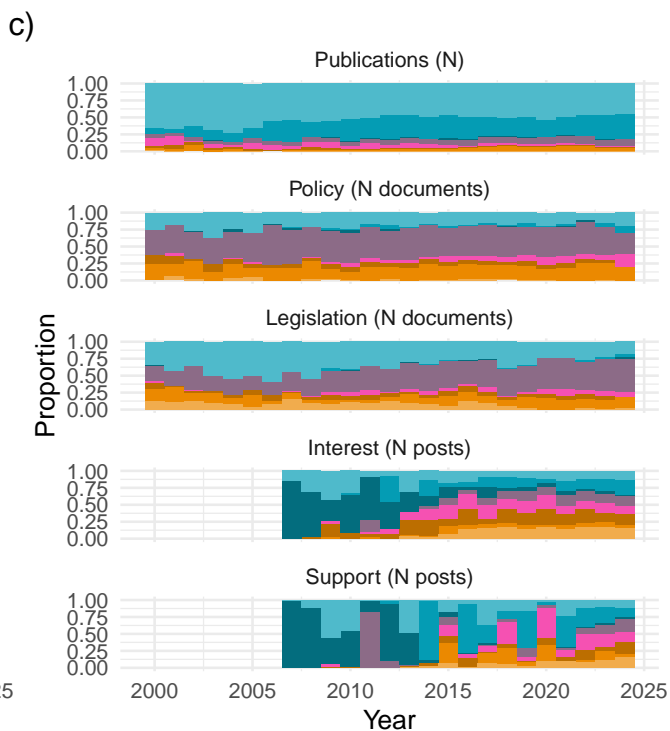 c)
Publications (N)
1.00
0.75
0.50
0.25
0.00
Policy (N documents)
1.00
0.75
0.50
0.25
0.00
Legislation (N documents)
1.00
0.75
0.50
0.25
0.00
Proportion
Interest (N posts)
1.00
0.75
0.50
0.25
0.00
Support (N posts)
1.00
0.75
0.50
0.25
0.00
25 2000 2005 2010 2015 2020 2025
Year